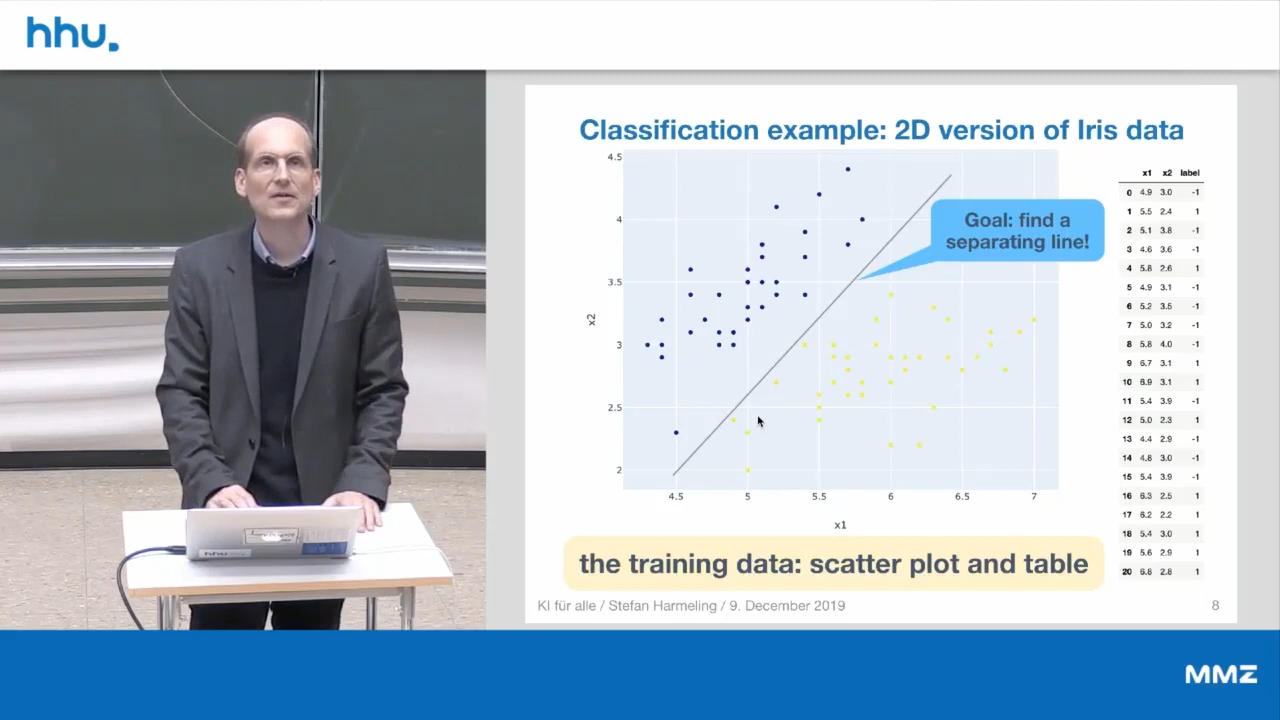 hhu.
Classification example: 2D version of Iris data
4.5
4
3.5
3
2.5
2
x2
4.5 5 5.5 6 6.5 7
x1
Goal: find a
separating line!
x1 x2 label
0 4.9 3.0 -1
1 5.5 2.4 1
2 5.1 3.8 -1
3 4.6 3.6 -1
4 5.8 2.6 1
5 4.9 3.1 -1
6 5.2 3.5 -1
7 5.0 3.2 -1
8 5.8 4.0 -1
9 6.7 3.1 1
10 6.9 3.1 1
11 5.4 3.9 -1
12 5.0 2.3 1
13 4.4 2.9 -1
14 4.8 3.0 -1
15 5.4 3.9 -1
16 6.3 2.5 1
17 6.2 2.2 1
18 5.4 3.0 1
19 5.6 2.9 1
20 6.8 2.8 1
the training data: scatter plot and table
KI für alle / Stefan Harmeling / 9. December 2019
8
hhu
MMZ